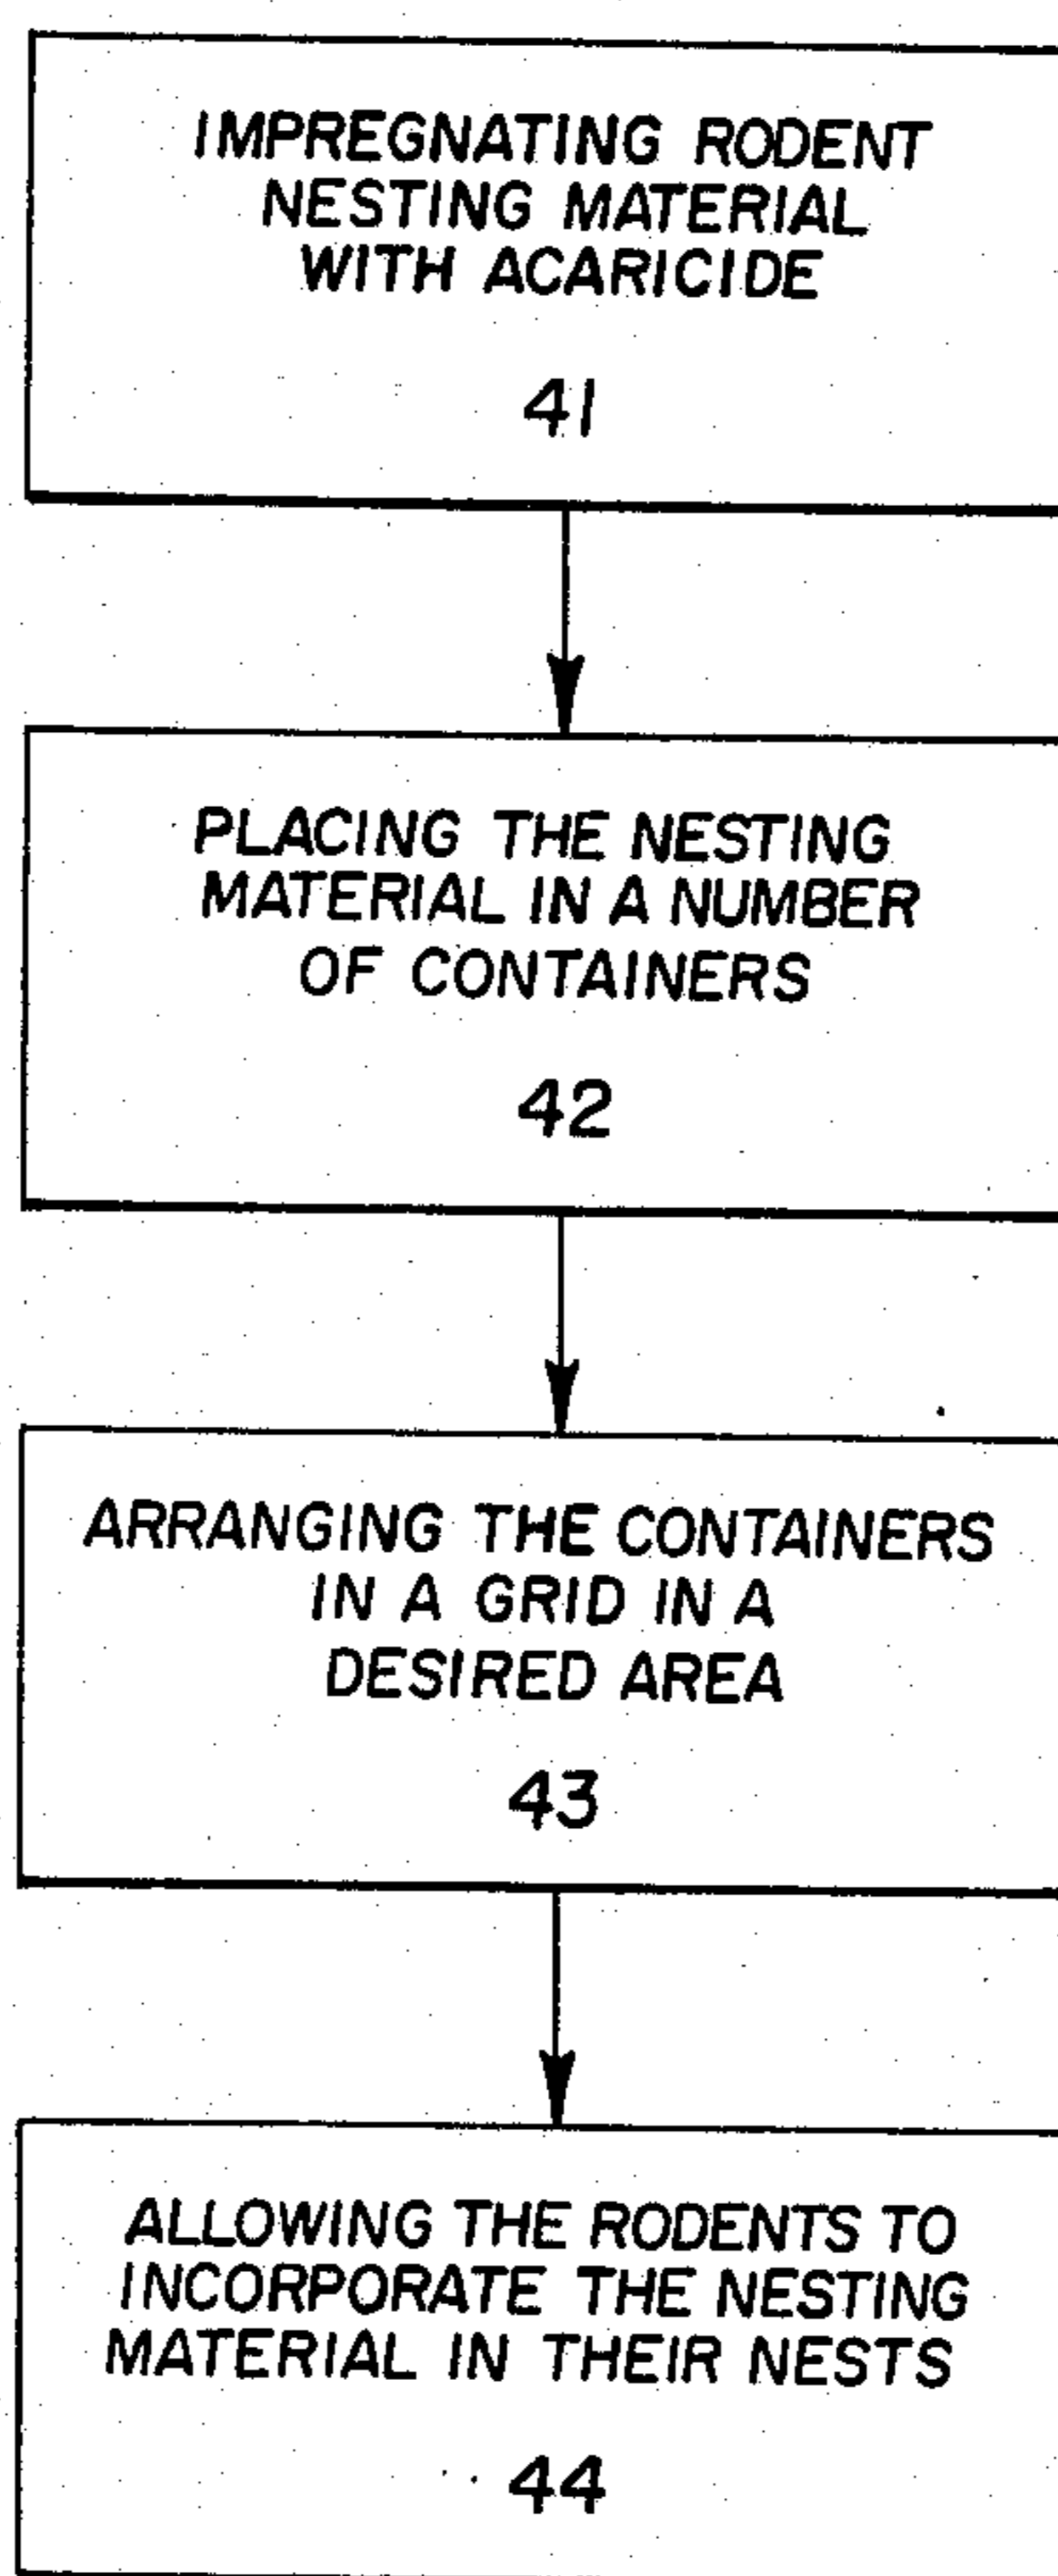 IMPREGNATING RODENT
NESTING MATERIAL
WITH ACARICIDE
41
PLACING THE NESTING
MATERIAL IN A NUMBER
OF CONTAINERS
42
ARRANGING THE CONTAINERS
IN A GRID IN A
DESIRED AREA
43
ALLOWING THE RODENTS TO
INCORPORATE THE NESTING
MATERIAL IN THEIR NESTS
44